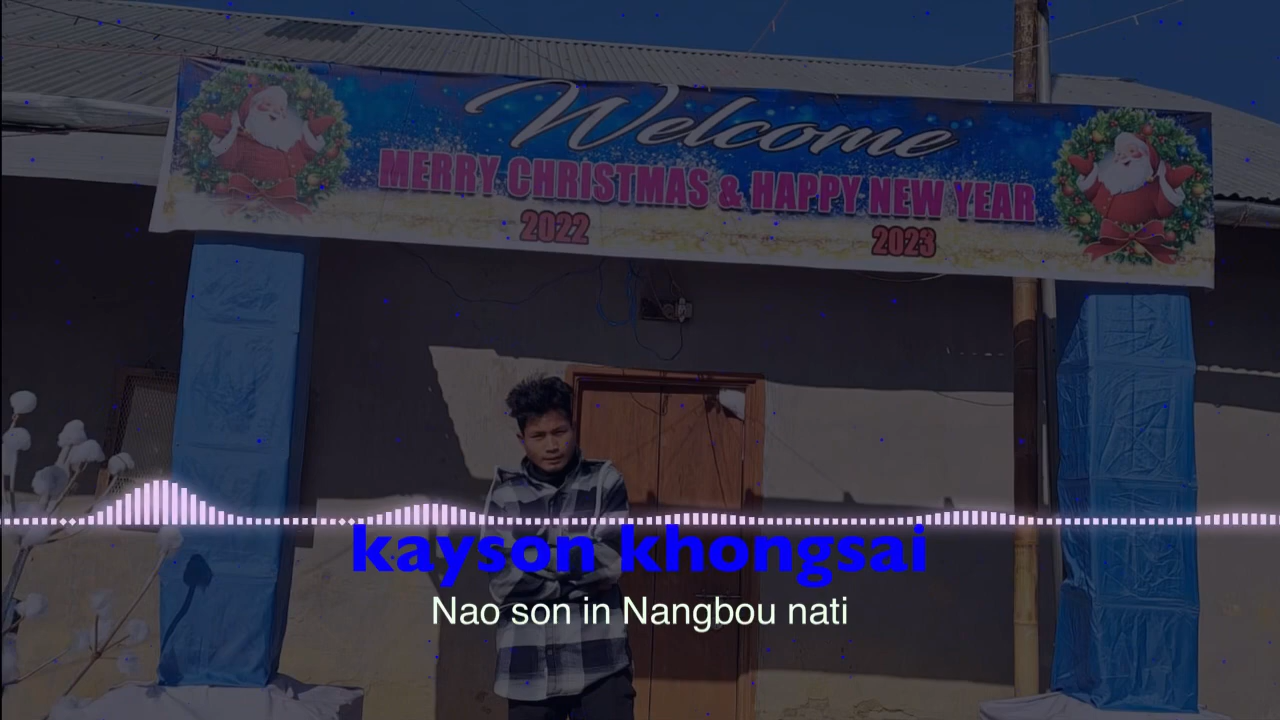 Welcome
MERRY CHRISTMAS & HAPPY NEW YEAR
2022 2023
kayson khongsai
Nao son in Nangbou nati